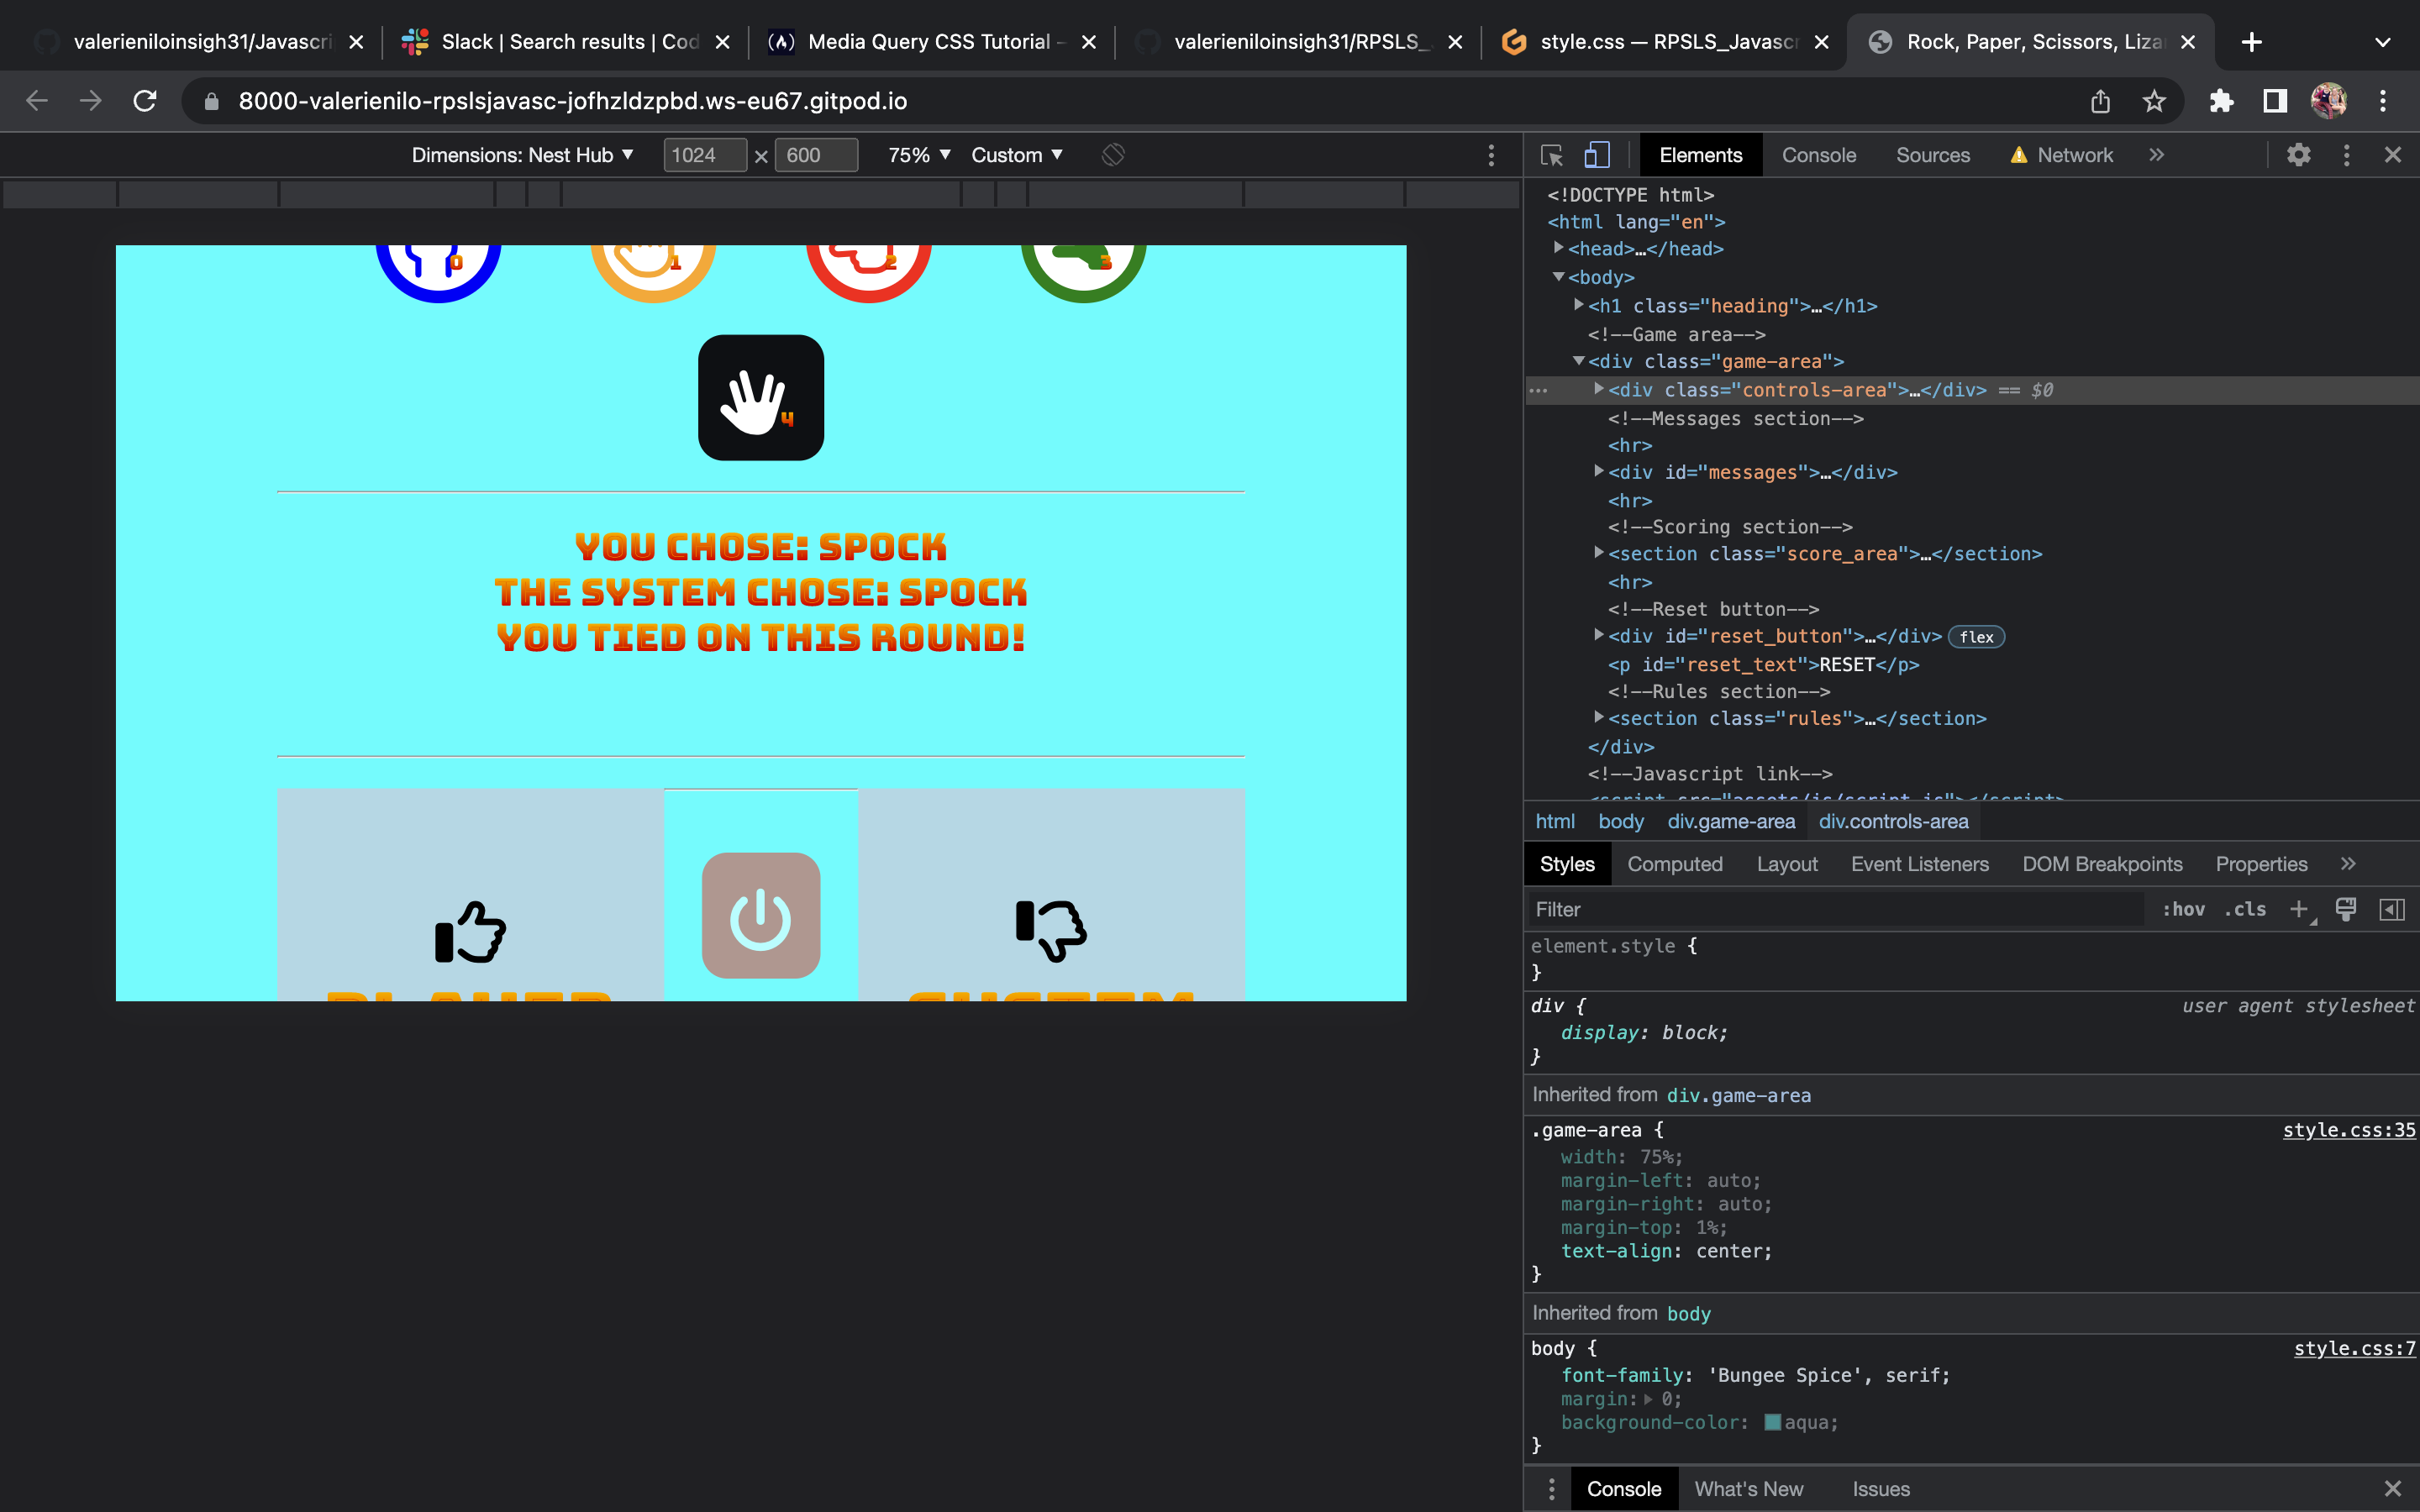 valerieniloinsigh31/Javascri
Slack | Search results | Cod
Media Query CSS Tutorial –
valerieniloinsigh31/RPSLS_
style.css — RPSLS_Javascr
Rock, Paper, Scissors, Liza
8000-valerienilo-rpslsjavasc-jofhzldzpbd.ws-eu67.gitpod.io
Dimensions: Nest Hub ▼ 1024 × 600 75% ▼ Custom ▼
0 1 2 3
4
YOU CHOSE: SPOCK
THE SYSTEM CHOSE: SPOCK
YOU TIED ON THIS ROUND!
PLAYER SYSTEM
Elements Console Sources Network »
<!DOCTYPE html>
<html lang="en">
<head>…</head>
<body>
<h1 class="heading">…</h1>
<!--Game area-->
<div class="game-area">
<div class="controls-area">…</div> == $0
<!--Messages section-->
<hr>
<div id="messages">…</div>
<hr>
<!--Scoring section-->
<section class="score_area">…</section>
<hr>
<!--Reset button-->
<div id="reset_button">…</div> flex
<p id="reset_text">RESET</p>
<!--Rules section-->
<section class="rules">…</section>
</div>
<!--Javascript link-->
<script src="assets/js/script.js"></script>
html body div.game-area div.controls-area
Styles Computed Layout Event Listeners DOM Breakpoints Properties »
Filter :hov .cls +
element.style {
}
div { user agent stylesheet
display: block;
}
Inherited from div.game-area
.game-area { style.css:35
width: 75%;
margin-left: auto;
margin-right: auto;
margin-top: 1%;
text-align: center;
}
Inherited from body
body { style.css:7
font-family: 'Bungee Spice', serif;
margin: 0;
background-color: aqua;
}
Console What's New Issues